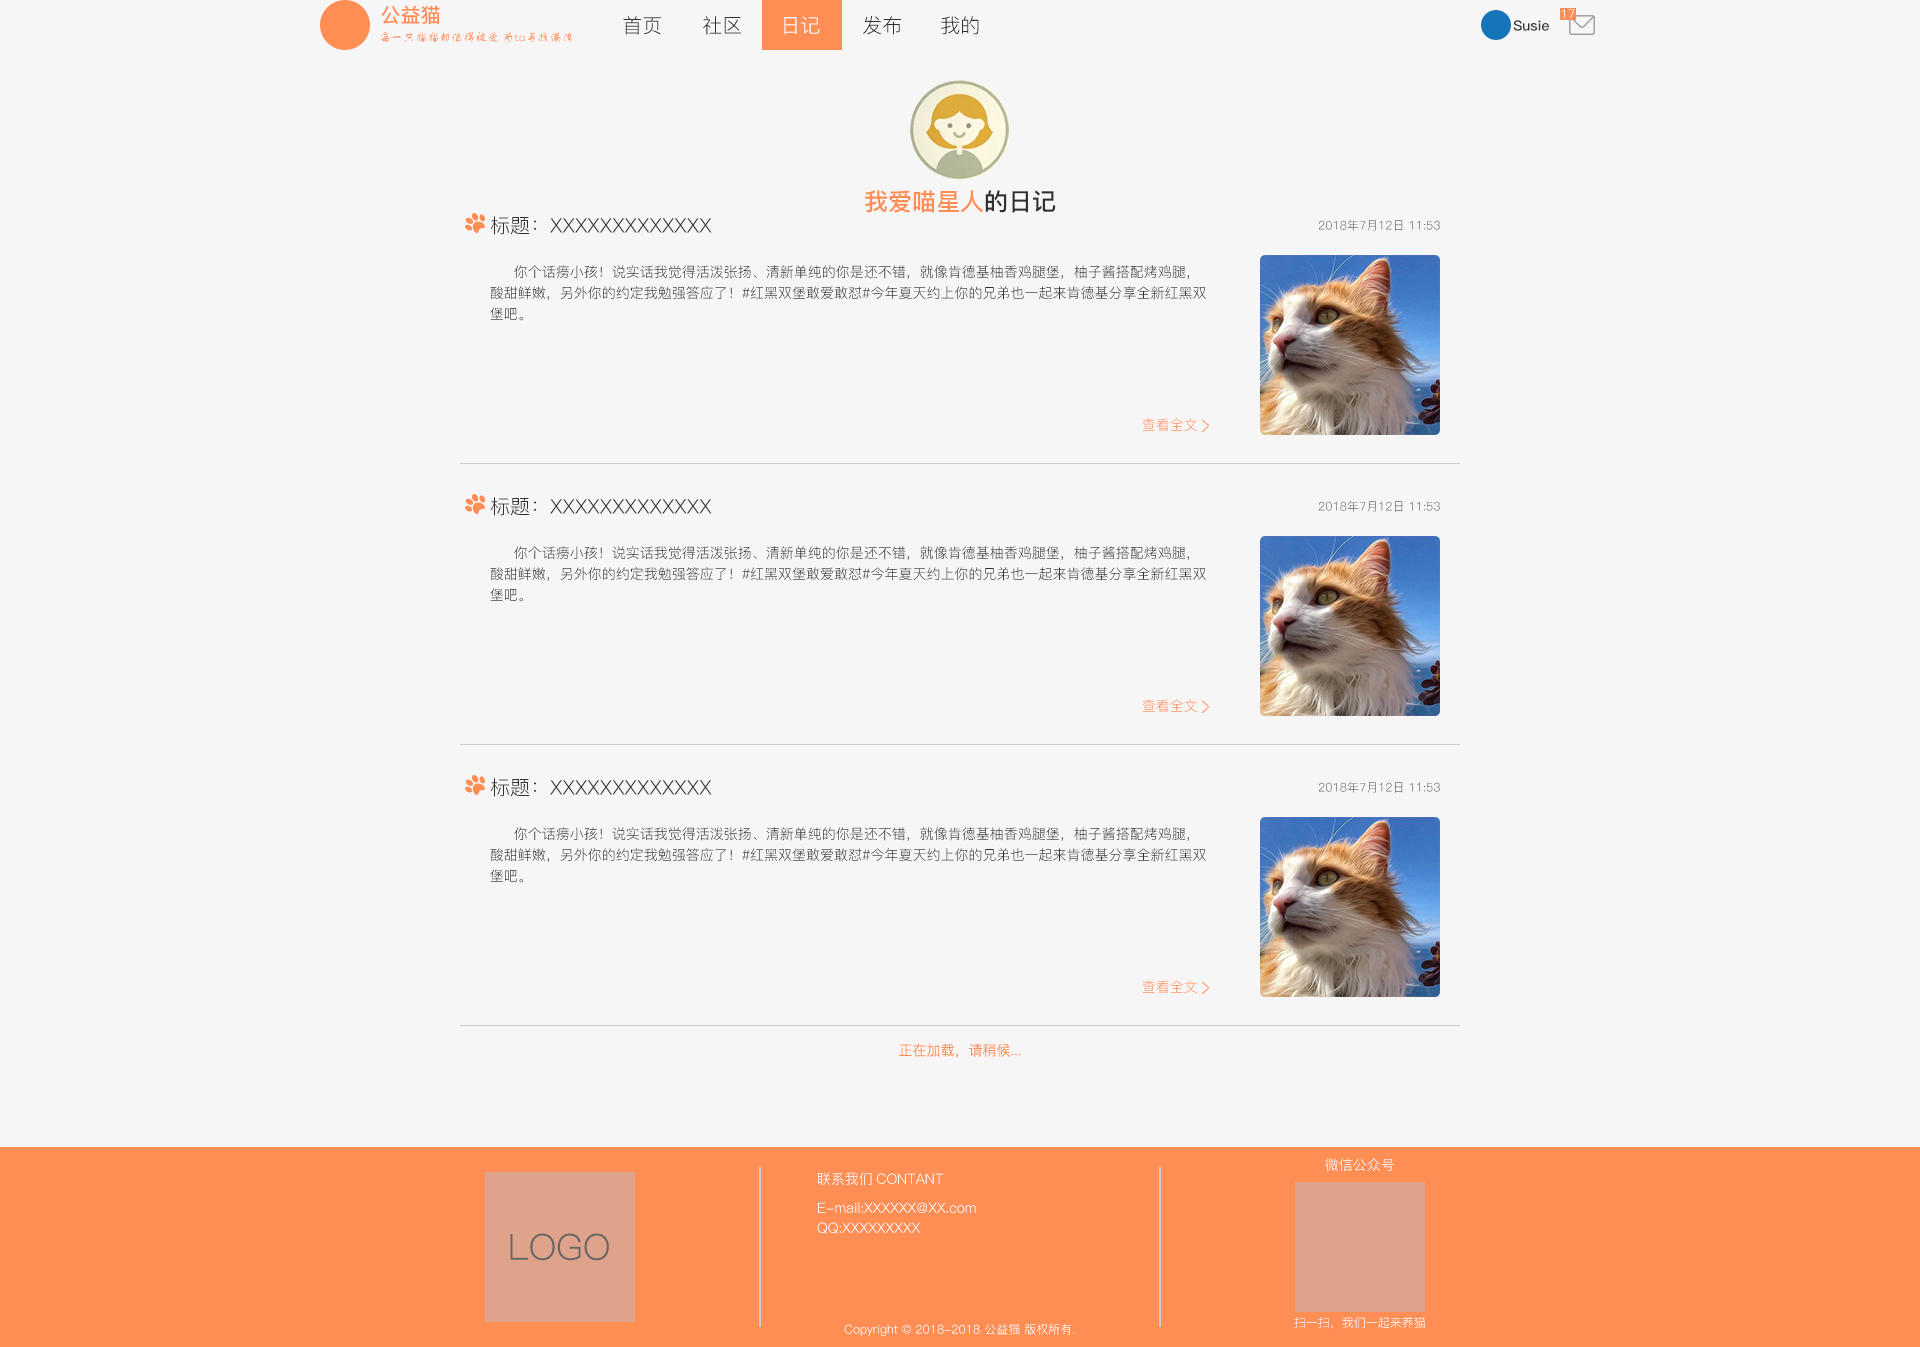 公益猫
每一只猫猫都值得被爱
首页
社区
日记
发布
我的
Susie
17
我爱喵星人的日记
标题：XXXXXXXXXXXXX
2018年7月12日 11:53
你个话痨小孩！说实话我觉得活泼张扬、清新单纯的你是还不错，就像肯德基柚香鸡腿堡，柚子酱搭配烤鸡腿，
酸甜鲜嫩，另外你的约定我勉强答应了！#红黑双堡敢爱敢怼#今年夏天约上你的兄弟也一起来肯德基分享全新红黑双
堡吧。
查看全文
标题：XXXXXXXXXXXXX
2018年7月12日 11:53
你个话痨小孩！说实话我觉得活泼张扬、清新单纯的你是还不错，就像肯德基柚香鸡腿堡，柚子酱搭配烤鸡腿，
酸甜鲜嫩，另外你的约定我勉强答应了！#红黑双堡敢爱敢怼#今年夏天约上你的兄弟也一起来肯德基分享全新红黑双
堡吧。
查看全文
标题：XXXXXXXXXXXXX
2018年7月12日 11:53
你个话痨小孩！说实话我觉得活泼张扬、清新单纯的你是还不错，就像肯德基柚香鸡腿堡，柚子酱搭配烤鸡腿，
酸甜鲜嫩，另外你的约定我勉强答应了！#红黑双堡敢爱敢怼#今年夏天约上你的兄弟也一起来肯德基分享全新红黑双
堡吧。
查看全文
正在加载，请稍候...
LOGO
联系我们 CONTANT
E-mail:XXXXXX@XX.com
QQ:XXXXXXXXX
Copyright © 2018-2018 公益猫 版权所有.
微信公众号
扫一扫，我们一起来养猫